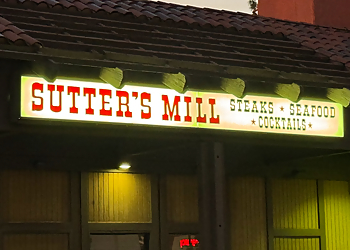 SUTTER'S MILL
STEAKS ★ SEAFOOD
★ COCKTAILS ★